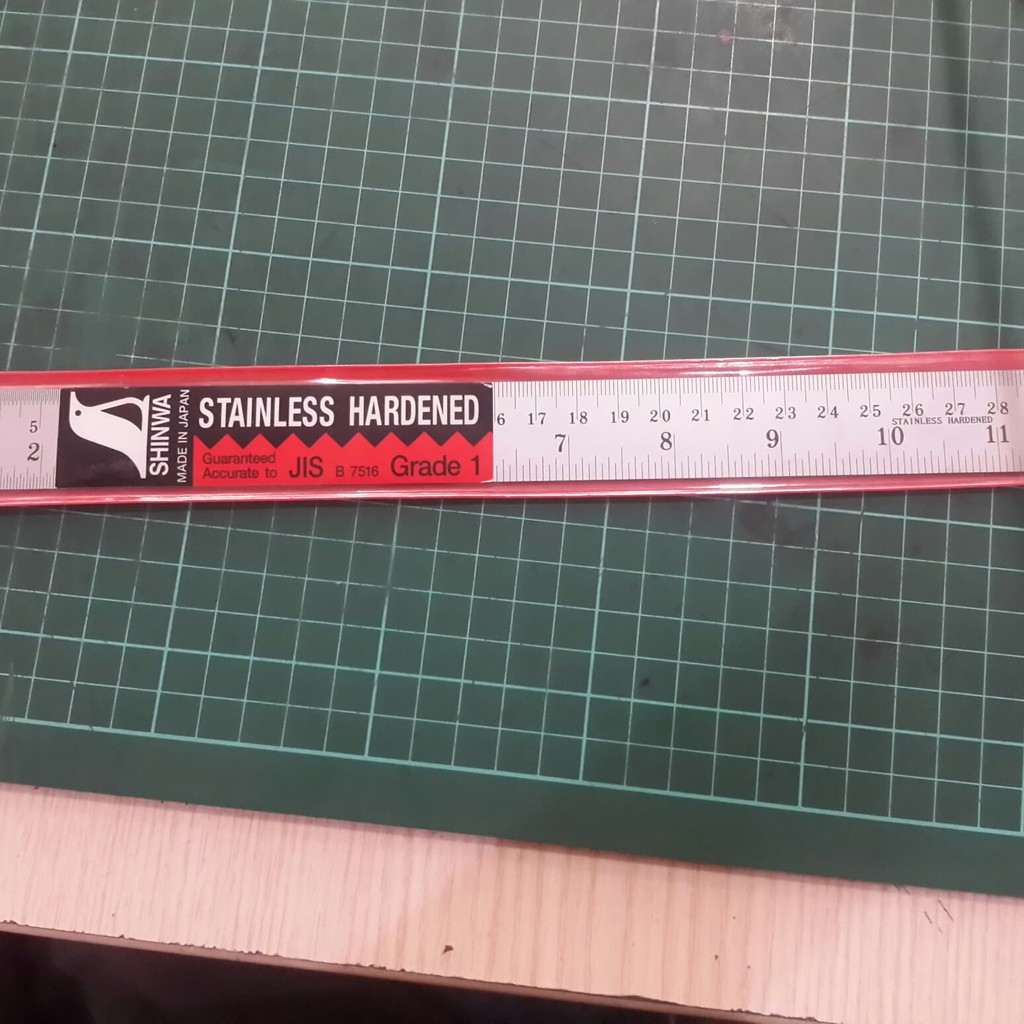 5
2
SHINWA
MADE IN JAPAN
STAINLESS HARDENED
Guaranteed
Accurate to JIS B 7516 Grade 1
6 17 18 19 20 21 22 23 24 25 26 27 28
STAINLESS HARDENED
7 8 9 10 11